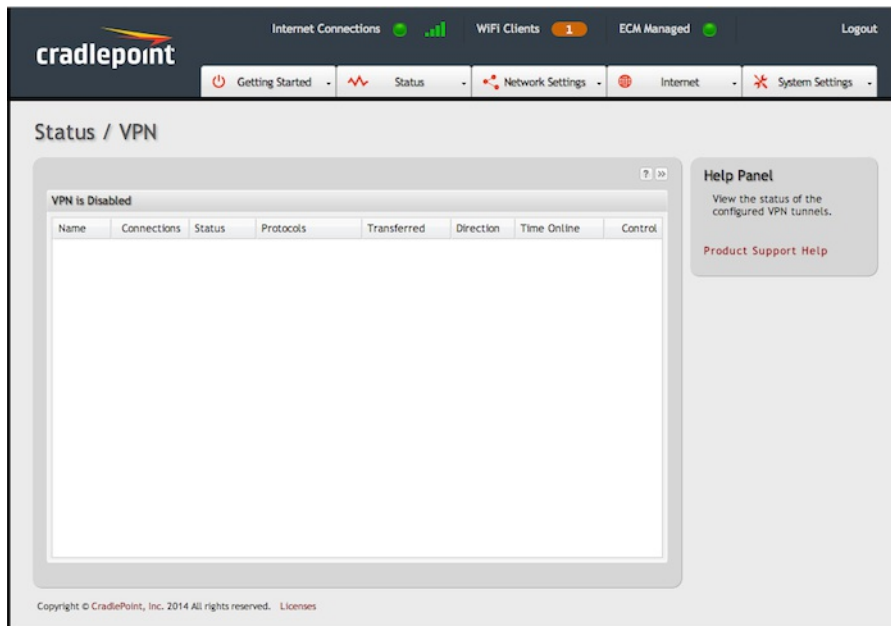 Internet Connections WiFi Clients 1 ECM Managed Logout
cradlepoint
Getting Started Status Network Settings Internet System Settings
Status / VPN
? »
Help Panel
View the status of the
configured VPN tunnels.
Product Support Help
VPN is Disabled
Name Connections Status Protocols Transferred Direction Time Online Control
Copyright © CradlePoint, Inc. 2014 All rights reserved. Licenses